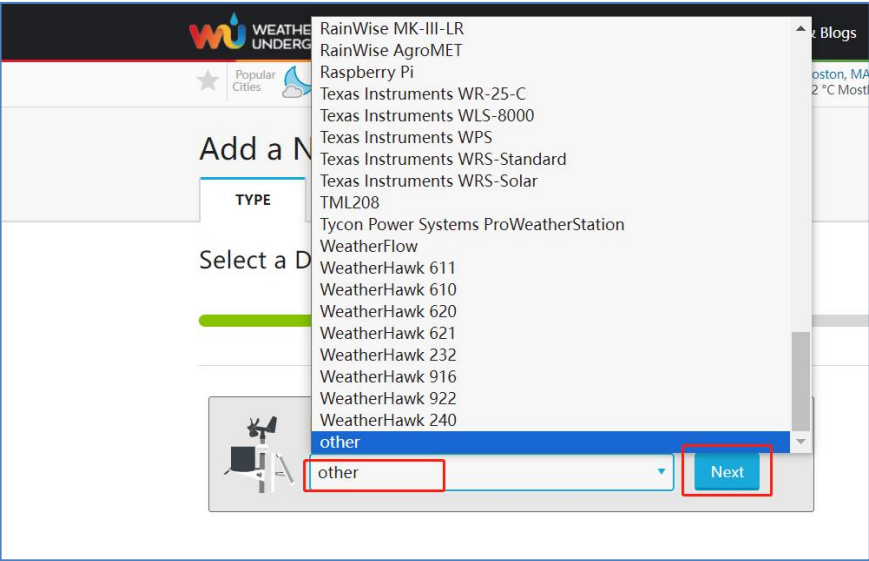 WEATHE
UNDERG
& Blogs
Popular
Cities
oston, MA
2 °C Mostl
Add a N
TYPE
Select a D
RainWise MK-III-LR
RainWise AgroMET
Raspberry Pi
Texas Instruments WR-25-C
Texas Instruments WLS-8000
Texas Instruments WPS
Texas Instruments WRS-Standard
Texas Instruments WRS-Solar
TML208
Tycon Power Systems ProWeatherStation
WeatherFlow
WeatherHawk 611
WeatherHawk 610
WeatherHawk 620
WeatherHawk 621
WeatherHawk 232
WeatherHawk 916
WeatherHawk 922
WeatherHawk 240
other
other
Next